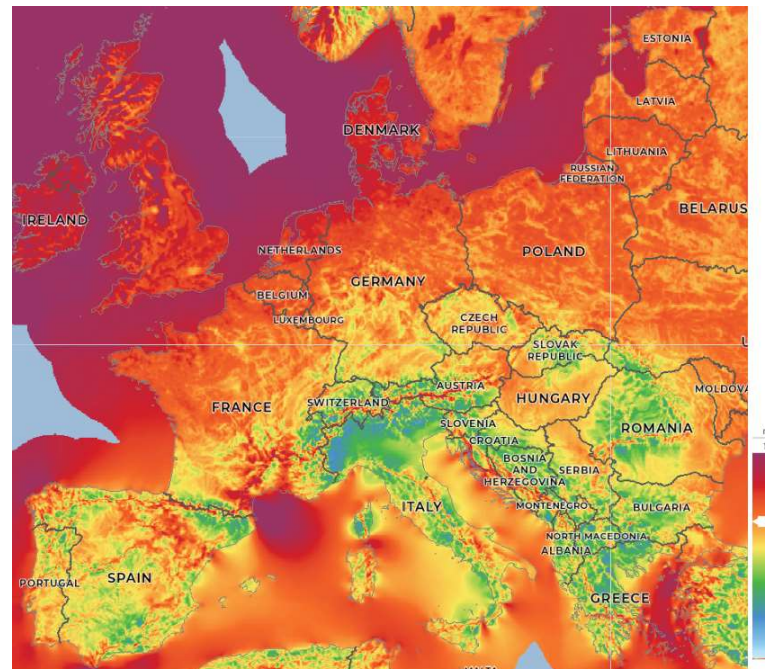 ESTONIA
LATVIA
DENMARK
LITHUANIA
RUSSIAN
FEDERATION
IRELAND
BELARUS
NETHERLANDS
POLAND
BELGIUM
GERMANY
LUXEMBOURG
CZECH
REPUBLIC
SLOVAK
REPUBLIC
AUSTRIA
SWITZERLAND
FRANCE
HUNGARY
MOLDOVA
SLOVENIA
CROATIA
ROMANIA
BOSNIA
AND
HERZEGOVINA
SERBIA
MONTENEGRO
ITALY
BULGARIA
NORTH MACEDONIA
ALBANIA
PORTUGAL
SPAIN
GREECE